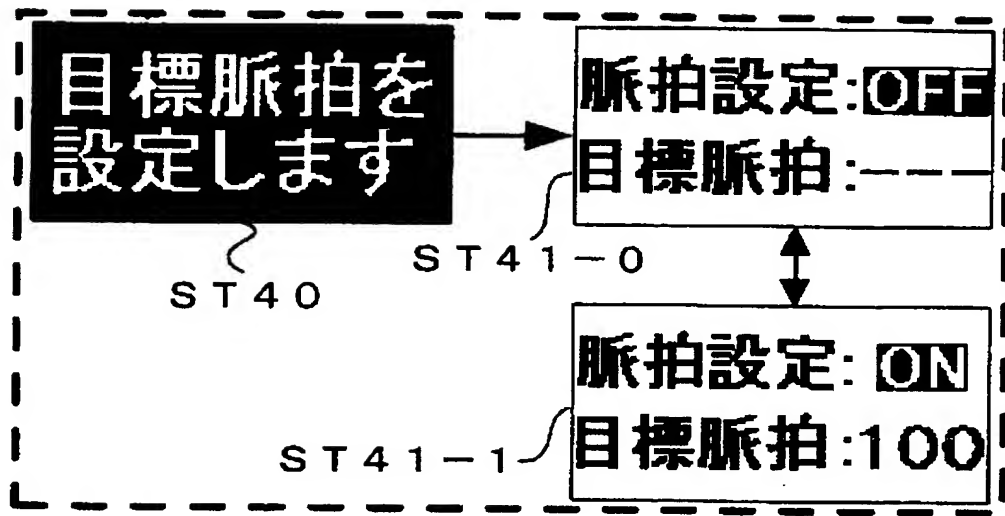 目標脈拍を
設定します
ST40
脈拍設定:OFF
目標脈拍:---
ST41-0
脈拍設定:ON
目標脈拍:100
ST41-1